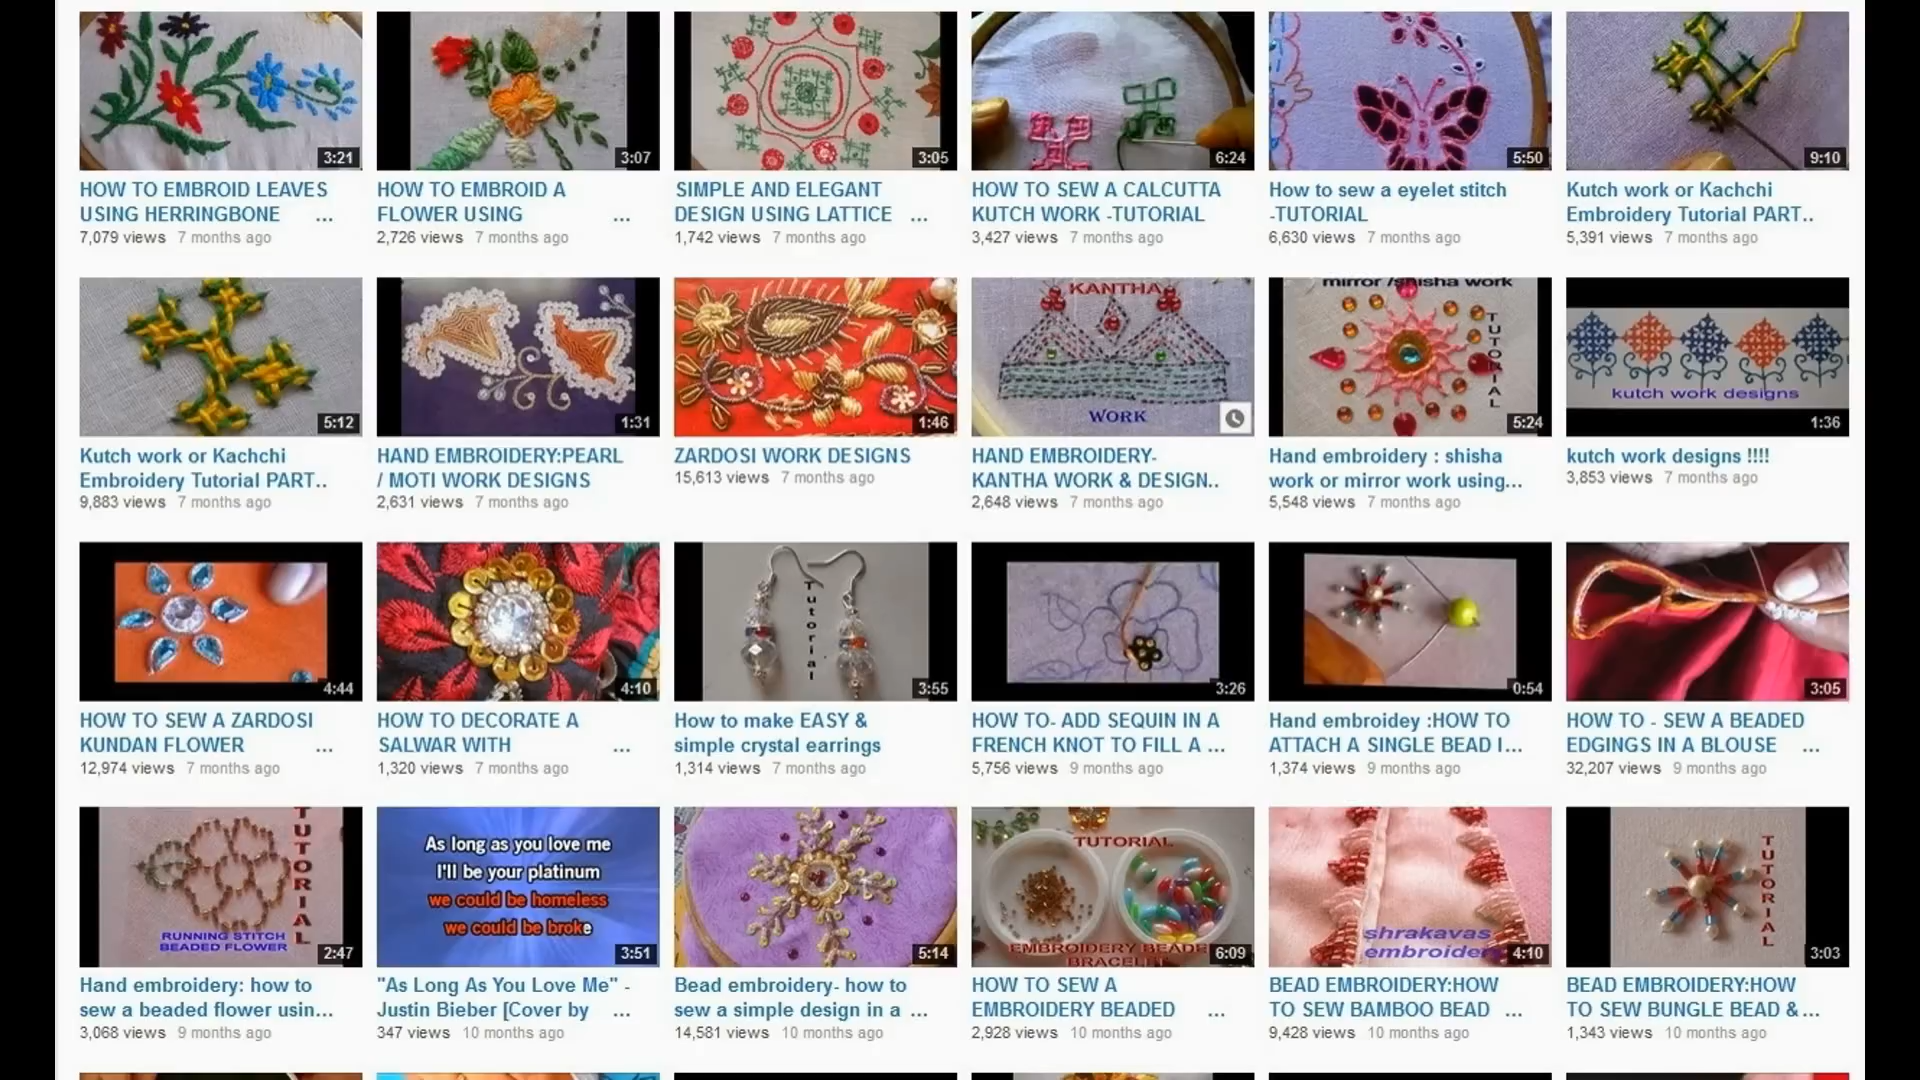 3:21
3:07
3:05
6:24
5:50
9:10
HOW TO EMBROID LEAVES
USING HERRINGBONE ...
7,079 views 7 months ago
HOW TO EMBROID A
FLOWER USING ...
2,726 views 7 months ago
SIMPLE AND ELEGANT
DESIGN USING LATTICE ...
1,742 views 7 months ago
HOW TO SEW A CALCUTTA
KUTCH WORK -TUTORIAL
3,427 views 7 months ago
How to sew a eyelet stitch
-TUTORIAL
6,630 views 7 months ago
Kutch work or Kachchi
Embroidery Tutorial PART..
5,391 views 7 months ago
5:12
1:31
1:46
KANTHA
WORK
mirror /shisha work
TUTORIAL
5:24
kutch work designs
1:36
Kutch work or Kachchi
Embroidery Tutorial PART..
9,883 views 7 months ago
HAND EMBROIDERY:PEARL
/ MOTI WORK DESIGNS
2,631 views 7 months ago
ZARDOSI WORK DESIGNS
15,613 views 7 months ago
HAND EMBROIDERY-
KANTHA WORK & DESIGN..
2,648 views 7 months ago
Hand embroidery : shisha
work or mirror work using...
5,548 views 7 months ago
kutch work designs !!!!
3,853 views 7 months ago
4:44
4:10
Tutorial
3:55
3:26
0:54
3:05
HOW TO SEW A ZARDOSI
KUNDAN FLOWER ...
12,974 views 7 months ago
HOW TO DECORATE A
SALWAR WITH ...
1,320 views 7 months ago
How to make EASY &
simple crystal earrings
1,314 views 7 months ago
HOW TO- ADD SEQUIN IN A
FRENCH KNOT TO FILL A ...
5,756 views 9 months ago
Hand embroidey :HOW TO
ATTACH A SINGLE BEAD I...
1,374 views 9 months ago
HOW TO - SEW A BEADED
EDGINGS IN A BLOUSE ...
32,207 views 9 months ago
TUTORIAL
RUNNING STITCH
BEADED FLOWER
2:47
As long as you love me
I'll be your platinum
we could be homeless
we could be broke
3:51
5:14
TUTORIAL
EMBROIDERY BEADE
BRACELET
6:09
shrakavas
embroidery
4:10
TUTORIAL
3:03
Hand embroidery: how to
sew a beaded flower usin...
3,068 views 9 months ago
"As Long As You Love Me" -
Justin Bieber [Cover by ...
347 views 10 months ago
Bead embroidery- how to
sew a simple design in a ...
14,581 views 10 months ago
HOW TO SEW A
EMBROIDERY BEADED ...
2,928 views 10 months ago
BEAD EMBROIDERY:HOW
TO SEW BAMBOO BEAD ...
9,428 views 10 months ago
BEAD EMBROIDERY:HOW
TO SEW BUNGLE BEAD &...
1,343 views 10 months ago